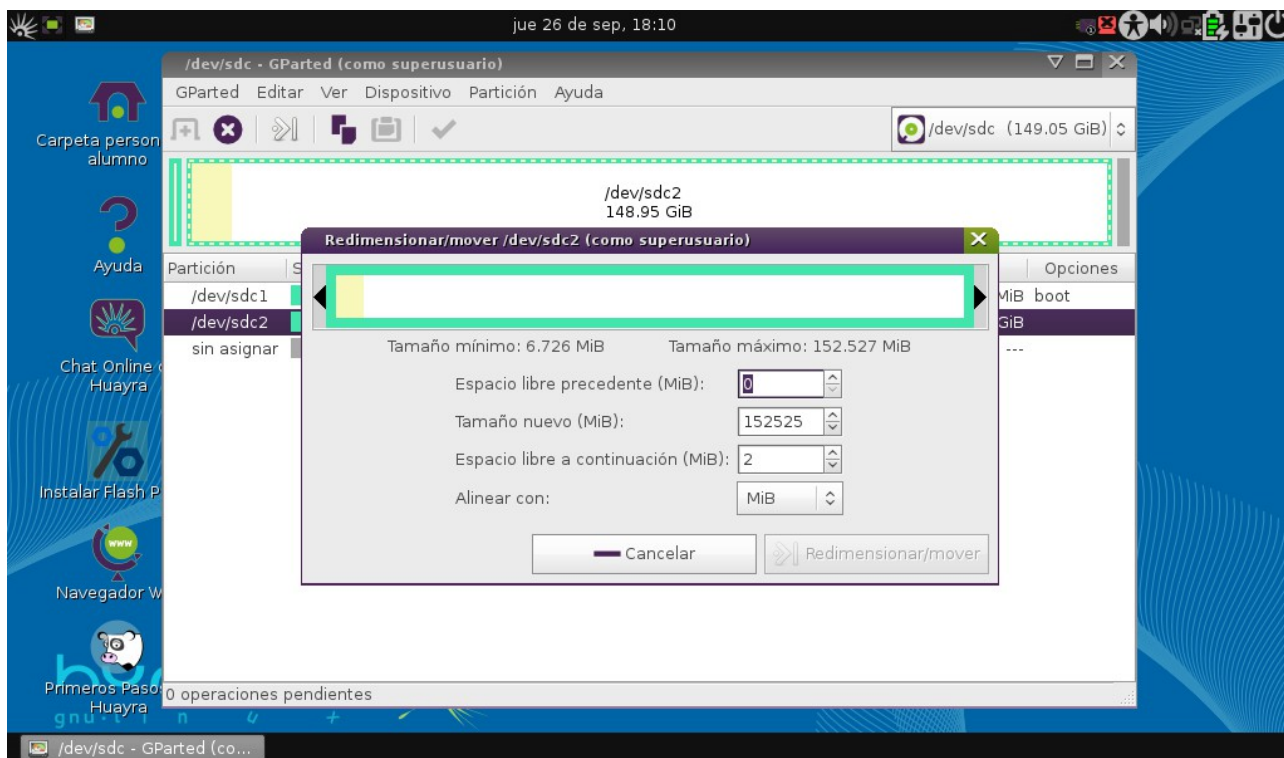 jue 26 de sep, 18:10
/dev/sdc - GParted (como superusuario)
GParted Editar Ver Dispositivo Partición Ayuda
/dev/sdc (149.05 GiB)
/dev/sdc2
148.95 GiB
Carpeta person
alumno
Ayuda
Chat Online
Huayra
Instalar Flash P
www
Navegador W
Primeros Paso
Huayra
gnu
Partición S Opciones
/dev/sdc1 MiB boot
/dev/sdc2 GiB
sin asignar ---
Redimensionar/mover /dev/sdc2 (como superusuario)
Tamaño mínimo: 6.726 MiB Tamaño máximo: 152.527 MiB
Espacio libre precedente (MiB): 0
Tamaño nuevo (MiB): 152525
Espacio libre a continuación (MiB): 2
Alinear con: MiB
Cancelar Redimensionar/mover
0 operaciones pendientes
/dev/sdc - GParted (co...